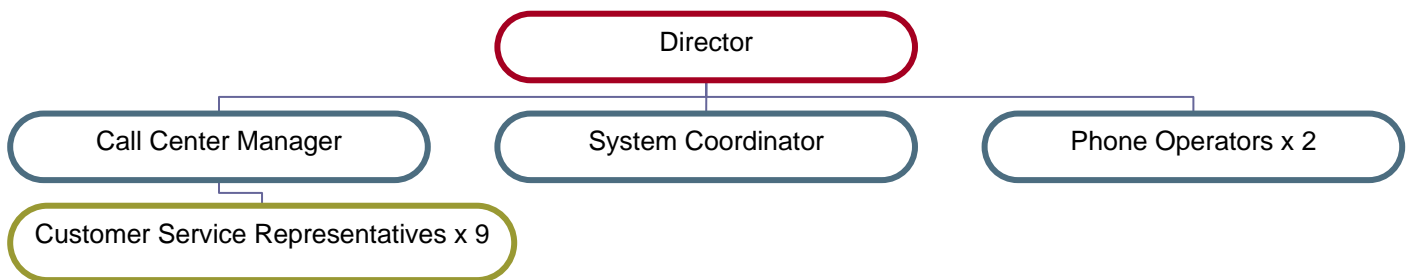 Director
Call Center Manager
System Coordinator
Phone Operators x 2
Customer Service Representatives x 9